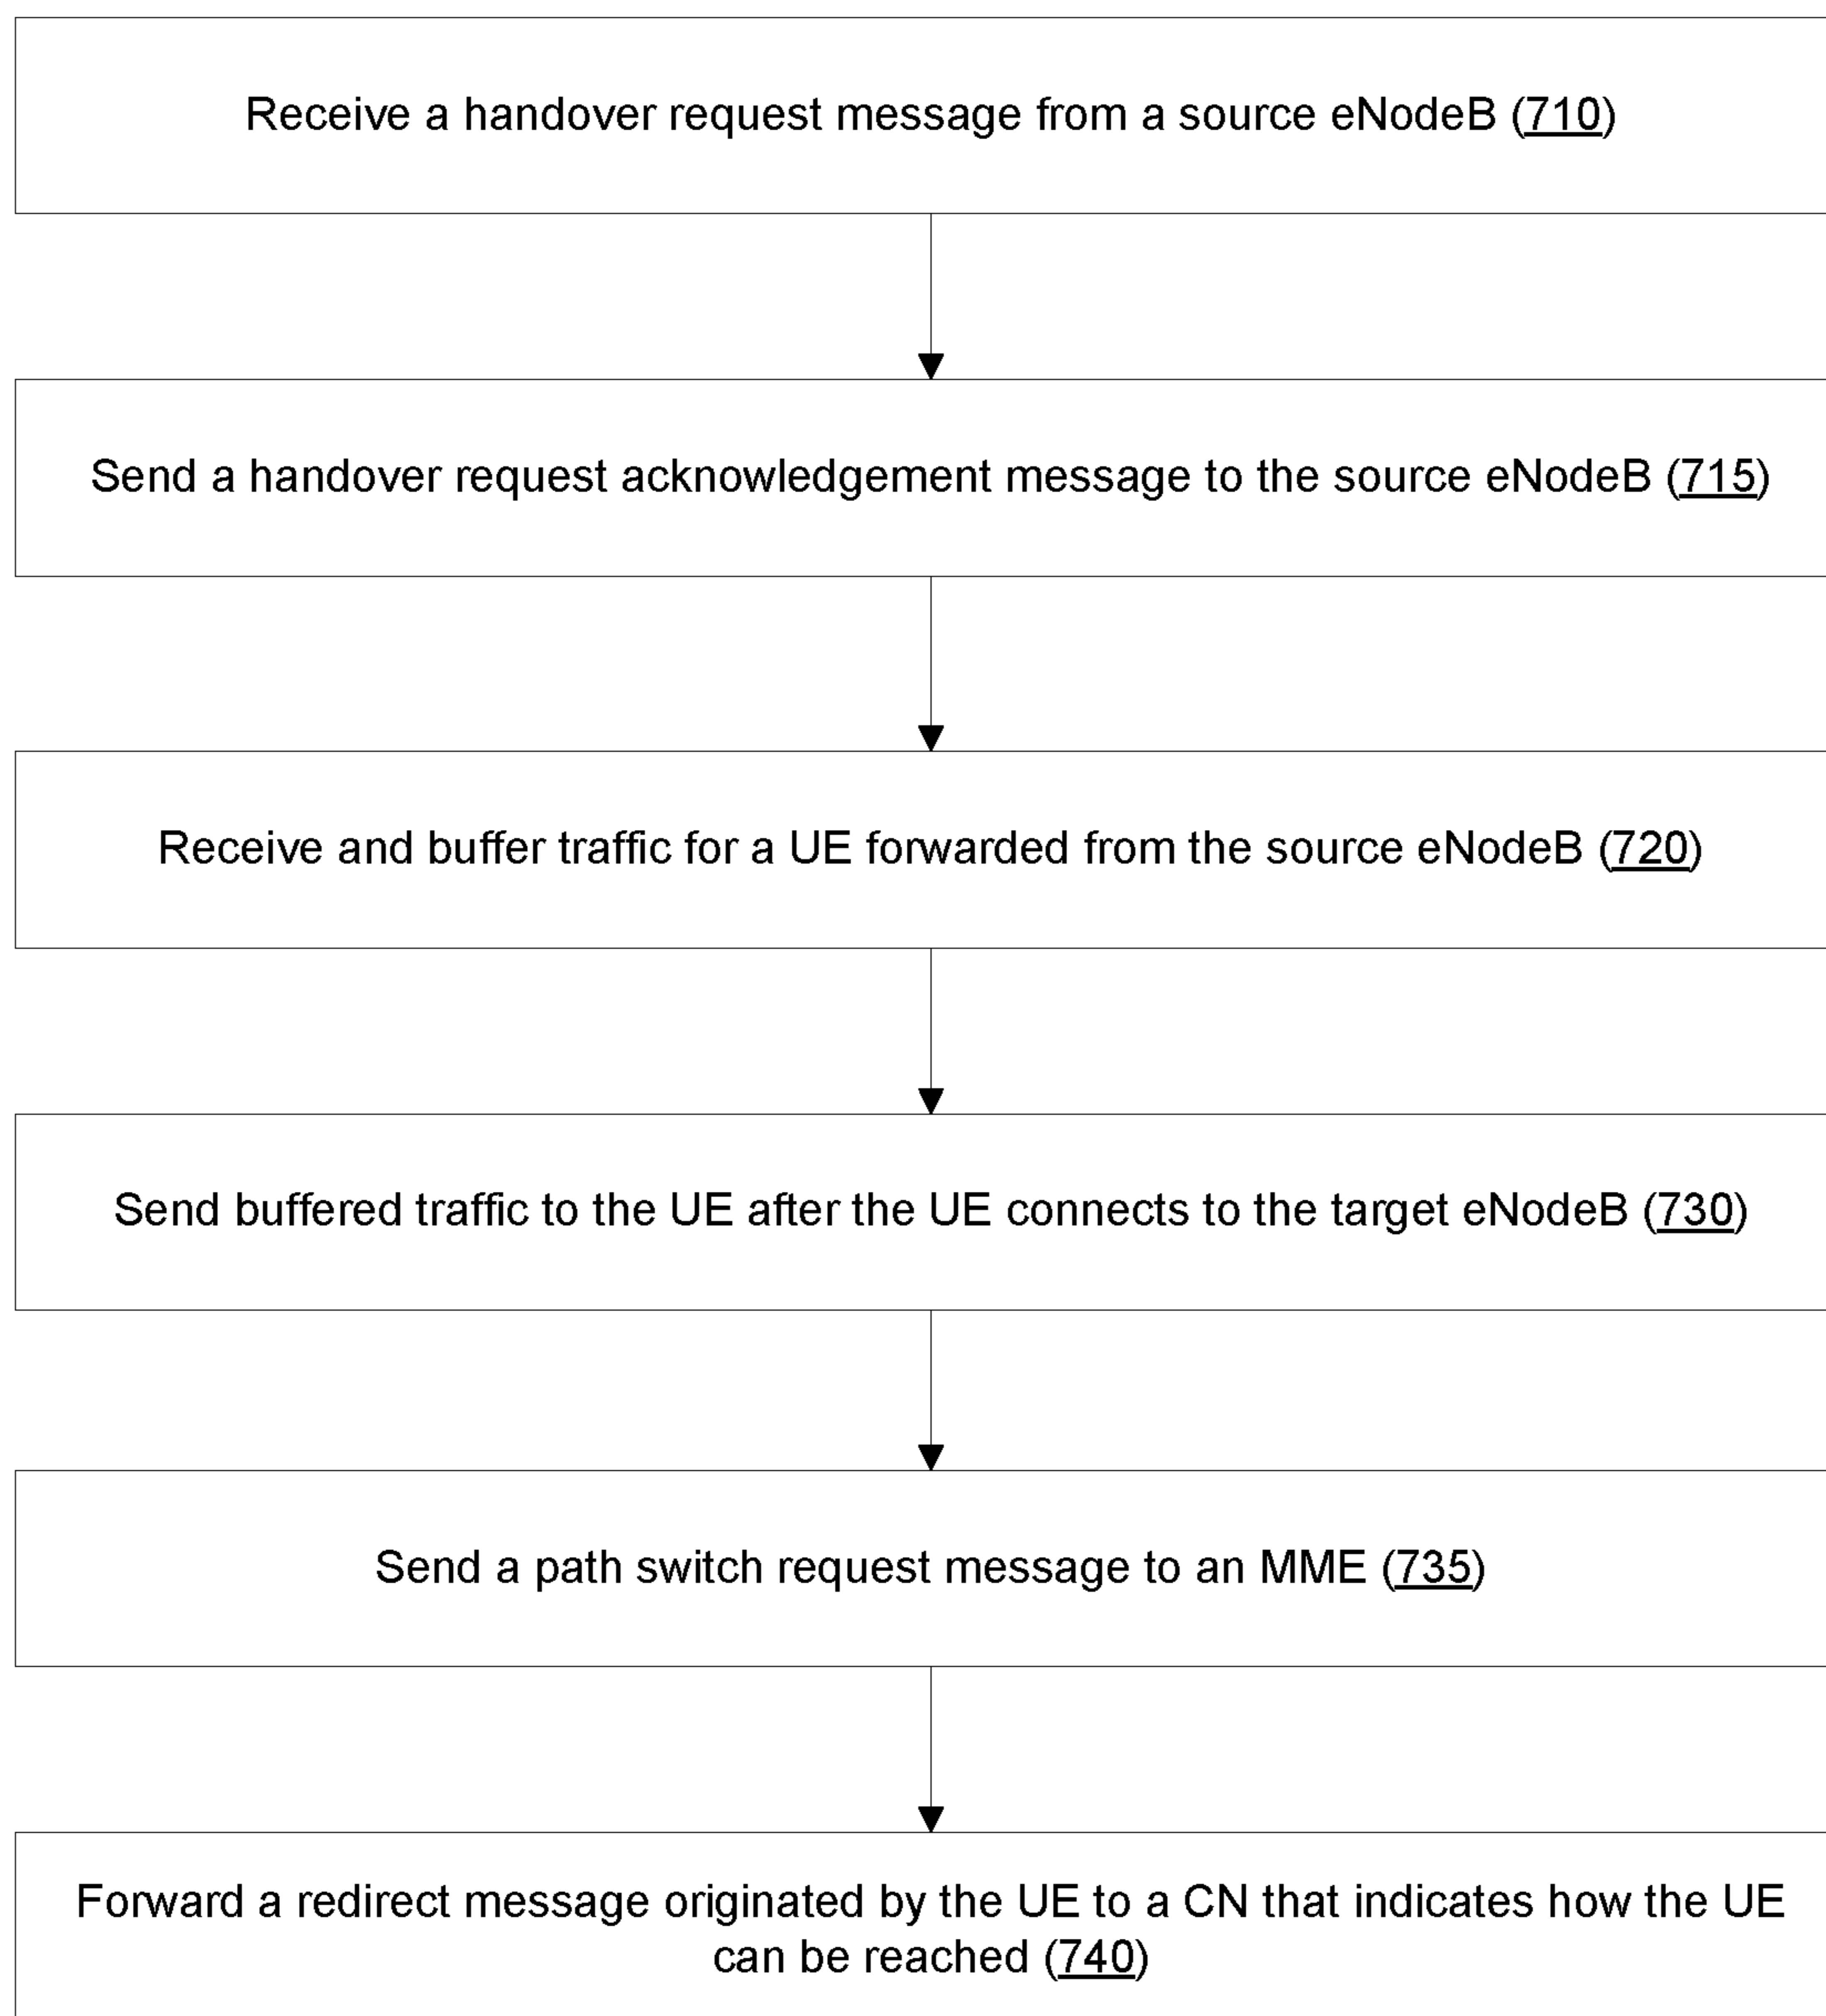 Receive a handover request message from a source eNodeB (710)
Send a handover request acknowledgement message to the source eNodeB (715)
Receive and buffer traffic for a UE forwarded from the source eNodeB (720)
Send buffered traffic to the UE after the UE connects to the target eNodeB (730)
Send a path switch request message to an MME (735)
Forward a redirect message originated by the UE to a CN that indicates how the UE
can be reached (740)